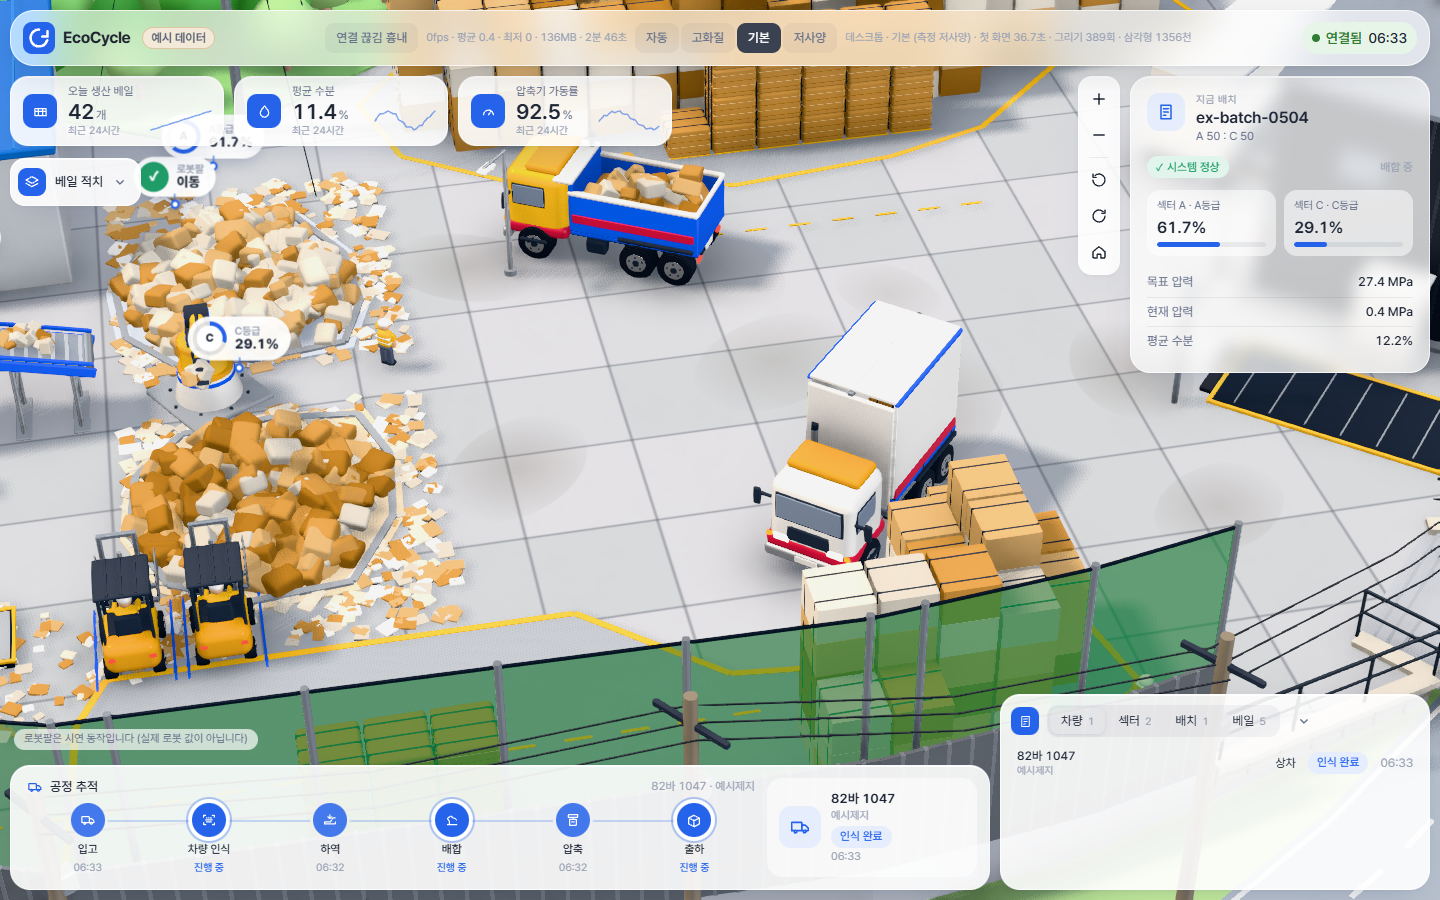 EcoCycle
예시 데이터
연결 끊김 흉내
0fps · 평균 0.4 · 최저 0 · 136MB · 2분 46초
자동
고화질
기본
저사양
데스크톱 · 기본 (측정 저사양) · 첫 화면 36.7초 · 그리기 389회 · 삼각형 1356천
연결됨 06:33
오늘 생산 베일
42개
최근 24시간
평균 수분
11.4%
최근 24시간
압축기 가동률
92.5%
최근 24시간
베일 적치
로봇팔
이동
C
C등급
29.1%
지금 배치
ex-batch-0504
A 50 : C 50
✓ 시스템 정상
배합 중
섹터 A · A등급
61.7%
섹터 C · C등급
29.1%
목표 압력 27.4 MPa
현재 압력 0.4 MPa
평균 수분 12.2%
로봇팔은 시연 동작입니다 (실제 로봇 값이 아닙니다)
공정 추적
82바 1047 · 예시제지
입고
06:33
차량 인식
진행 중
하역
06:32
배합
진행 중
압축
06:32
출하
진행 중
82바 1047
예시제지
인식 완료
06:33
차량 1
섹터 2
배치 1
베일 5
82바 1047
예시제지
상차
인식 완료
06:33